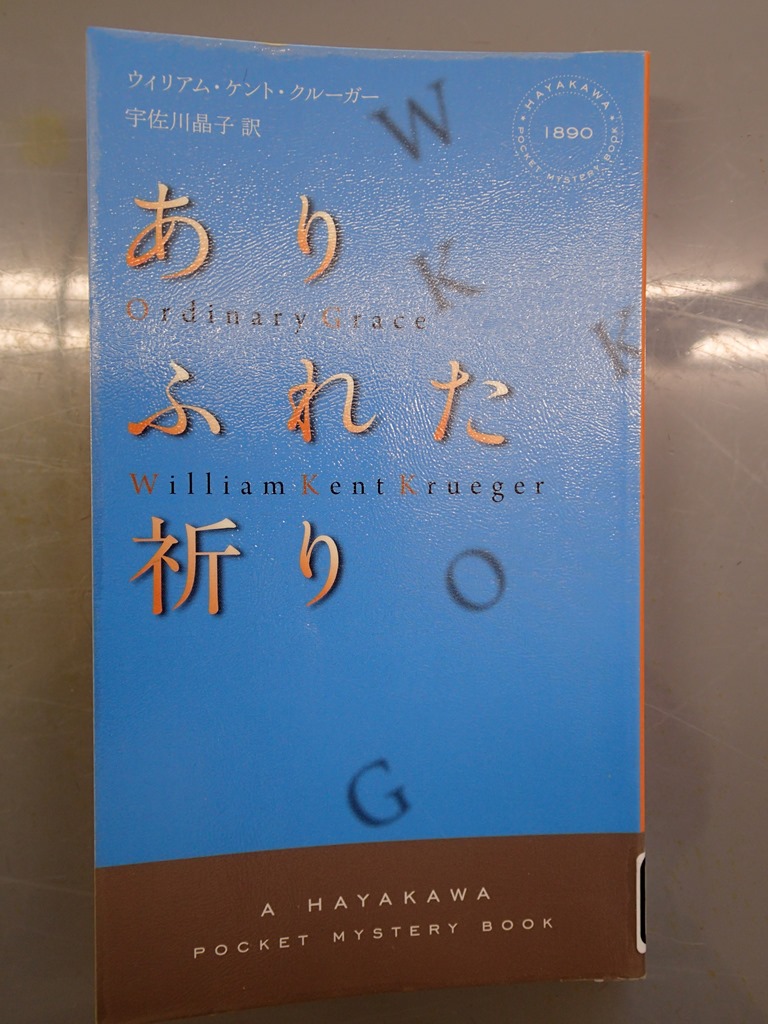 ウィリアム・ケント・クルーガー
宇佐川晶子 訳
HAYAKAWA
1890
POCKET MYSTERY BOOK
W
あり
K
Ordinary Grace
K
ふれた
William Kent Krueger
祈り
O
G
A HAYAKAWA
POCKET MYSTERY BOOK